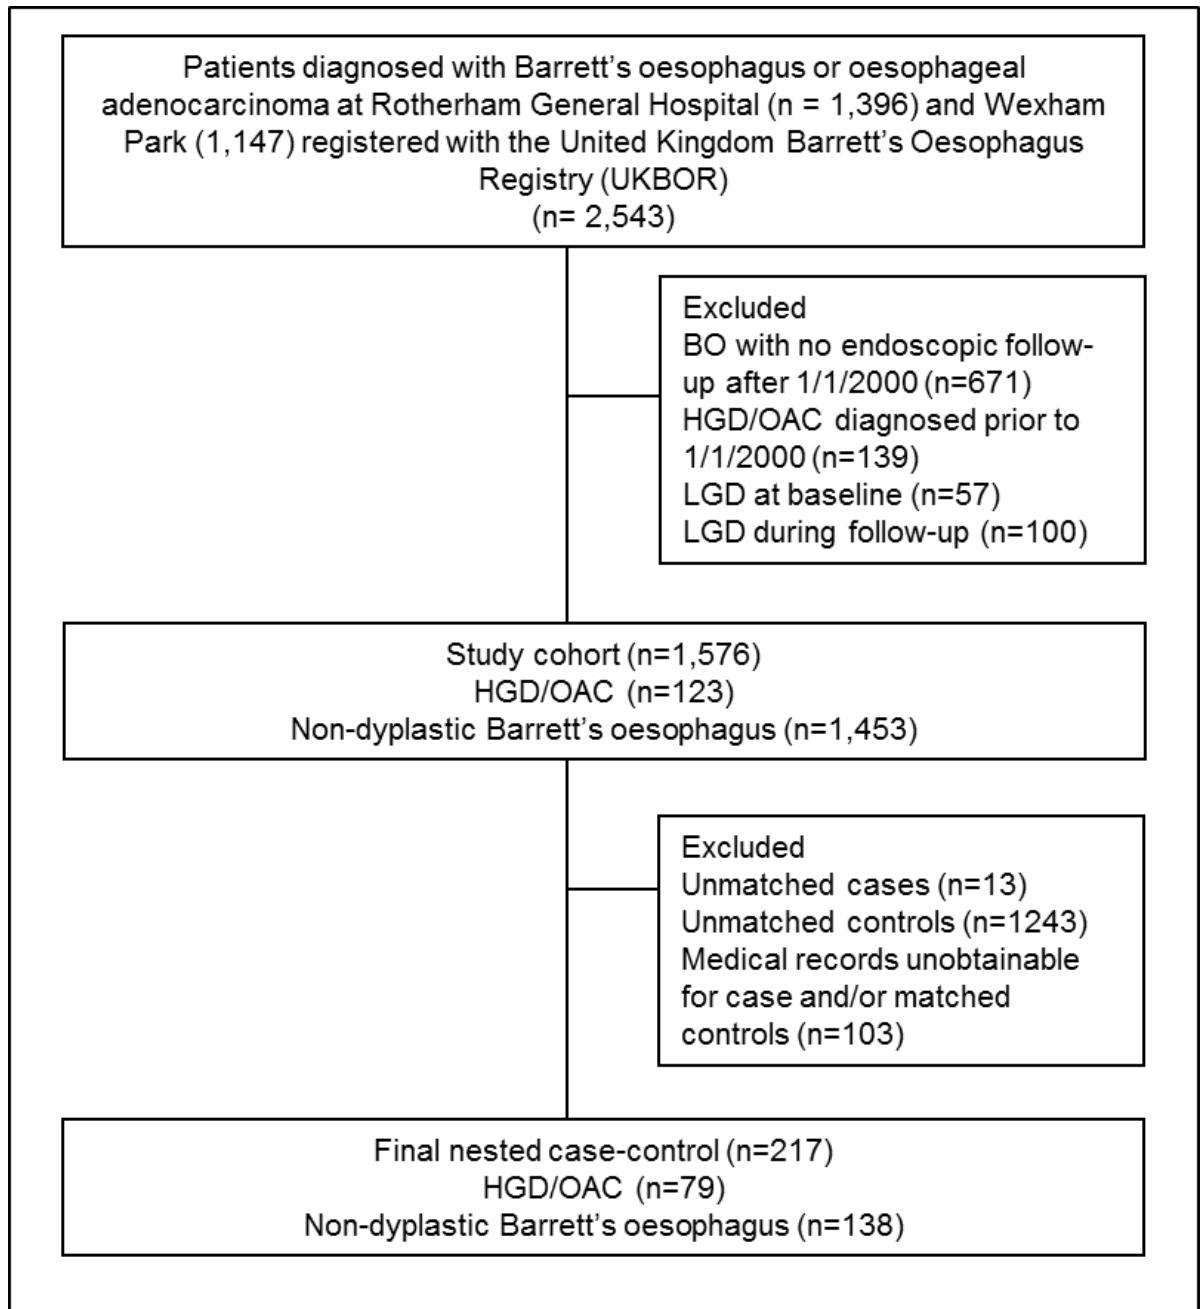 Patients diagnosed with Barrett’s oesophagus or oesophageal
adenocarcinoma at Rotherham General Hospital (n = 1,396) and Wexham
Park (1,147) registered with the United Kingdom Barrett’s Oesophagus
Registry (UKBOR)
(n= 2,543)
Excluded
BO with no endoscopic follow-
up after 1/1/2000 (n=671)
HGD/OAC diagnosed prior to
1/1/2000 (n=139)
LGD at baseline (n=57)
LGD during follow-up (n=100)
Study cohort (n=1,576)
HGD/OAC (n=123)
Non-dyplastic Barrett’s oesophagus (n=1,453)
Excluded
Unmatched cases (n=13)
Unmatched controls (n=1243)
Medical records unobtainable
for case and/or matched
controls (n=103)
Final nested case-control (n=217)
HGD/OAC (n=79)
Non-dyplastic Barrett’s oesophagus (n=138)